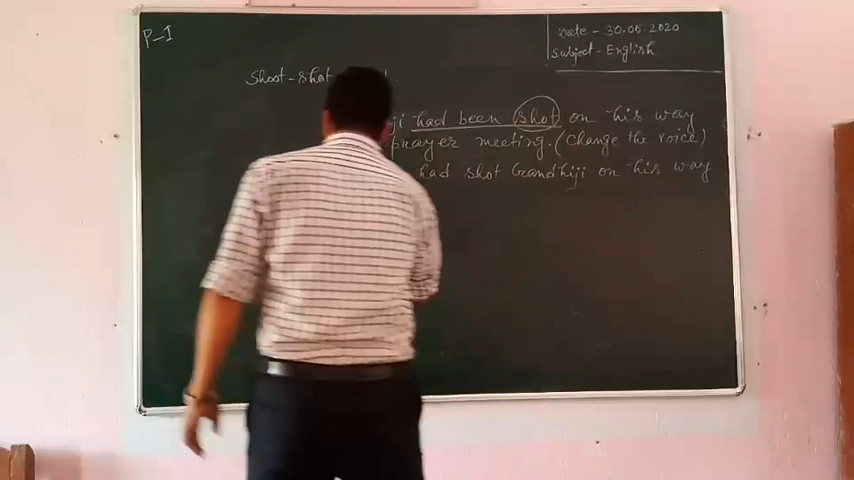 P-I
Date - 30.05.2020
Subject - English
Shoot - shot
ji had been shot on his way
prayer meeting. (Change the voice)
had shot Gandhiji on his way